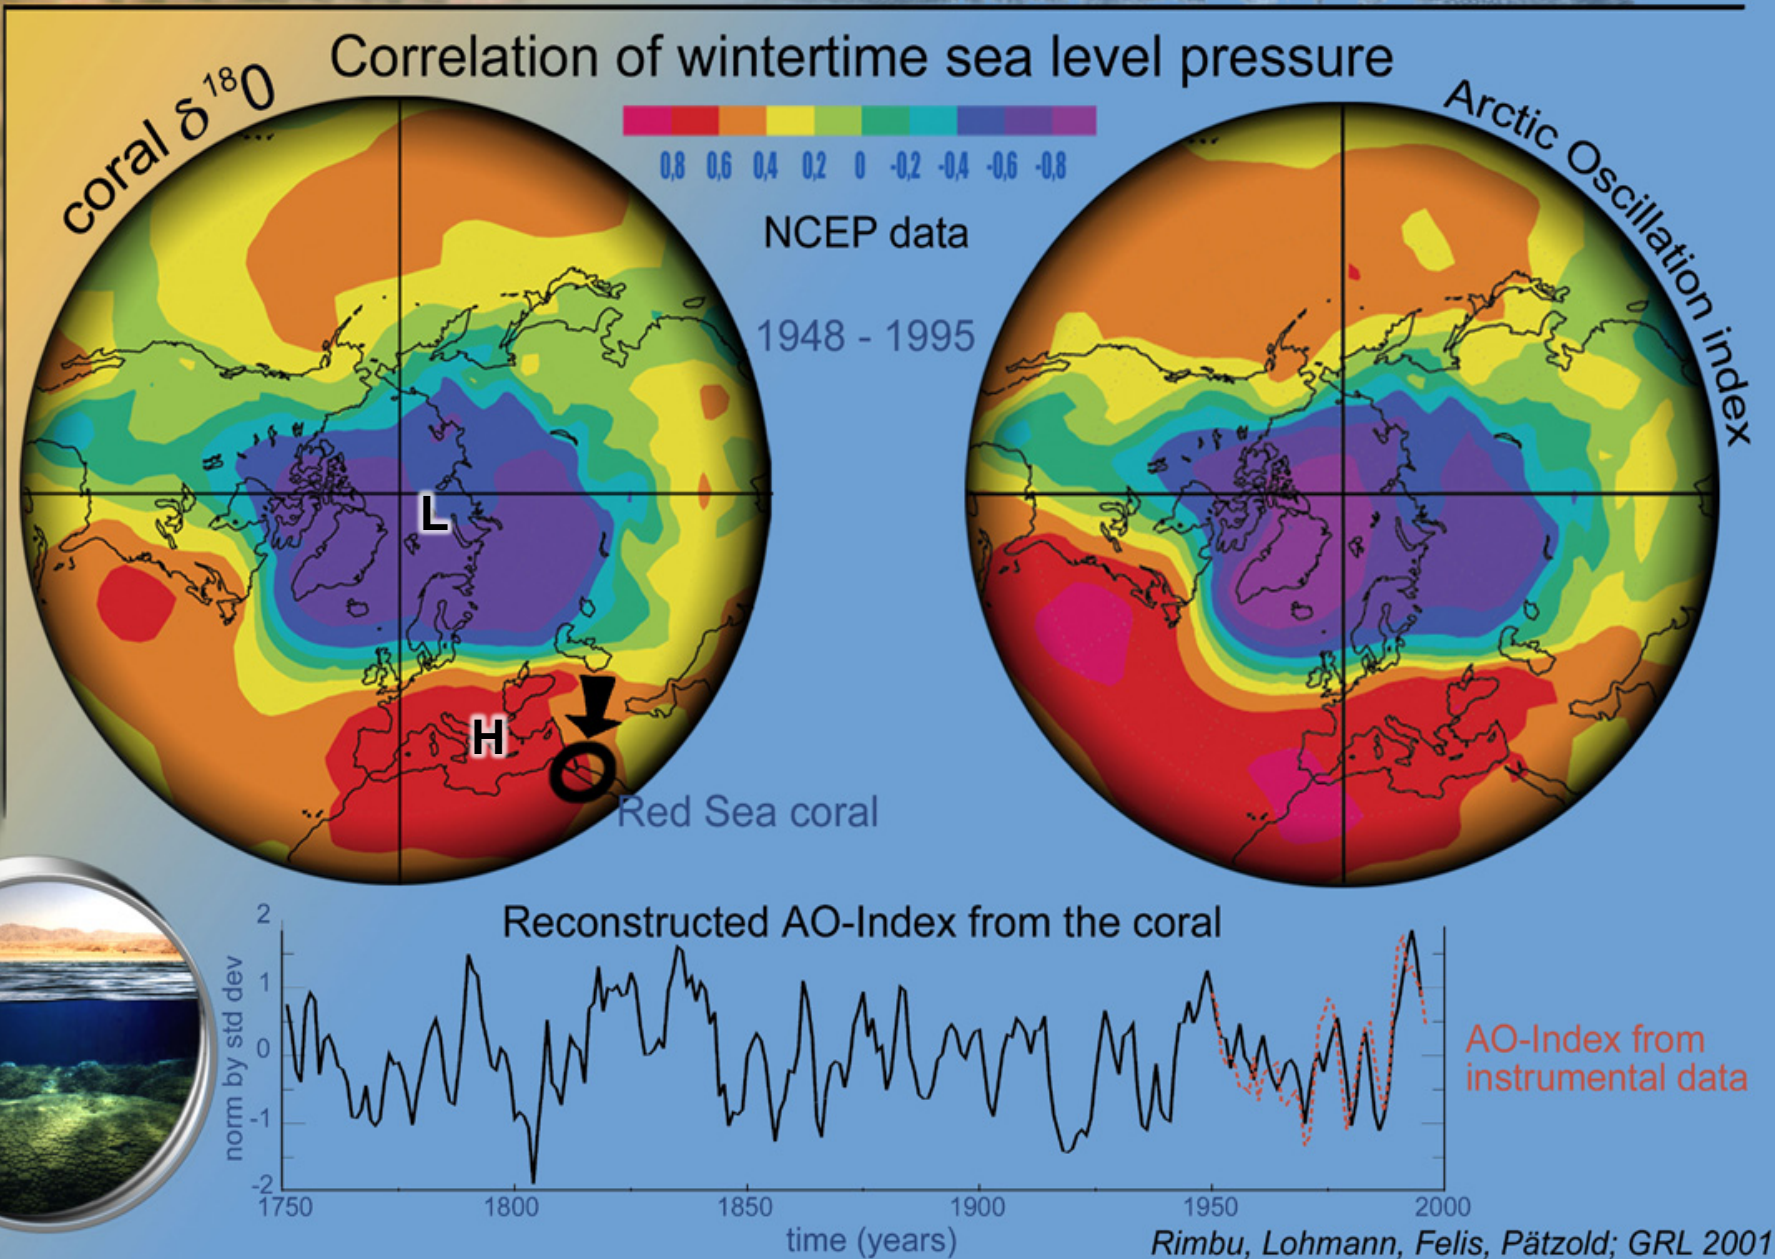 Correlation of wintertime sea level pressure
coral δ ¹⁸0
Arctic Oscillation index
0,8 0,6 0,4 0,2 0 -0,2 -0,4 -0,6 -0,8
NCEP data
1948 - 1995
L
H
Red Sea coral
Reconstructed AO-Index from the coral
norm by std dev
2
1
0
-1
-2
AO-Index from
instrumental data
1750 1800 1850 1900 1950 2000
time (years)
Rimbu, Lohmann, Felis, Pätzold: GRL 2001